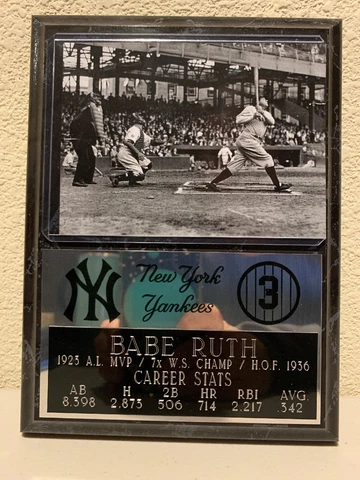 NY
New York
Yankees
3
BABE RUTH
1923 A.L. MVP / 7x W.S. CHAMP / H.O.F. 1936
CAREER STATS
AB H 2B HR RBI AVG.
8.398 2.873 506 714 2.217 .342